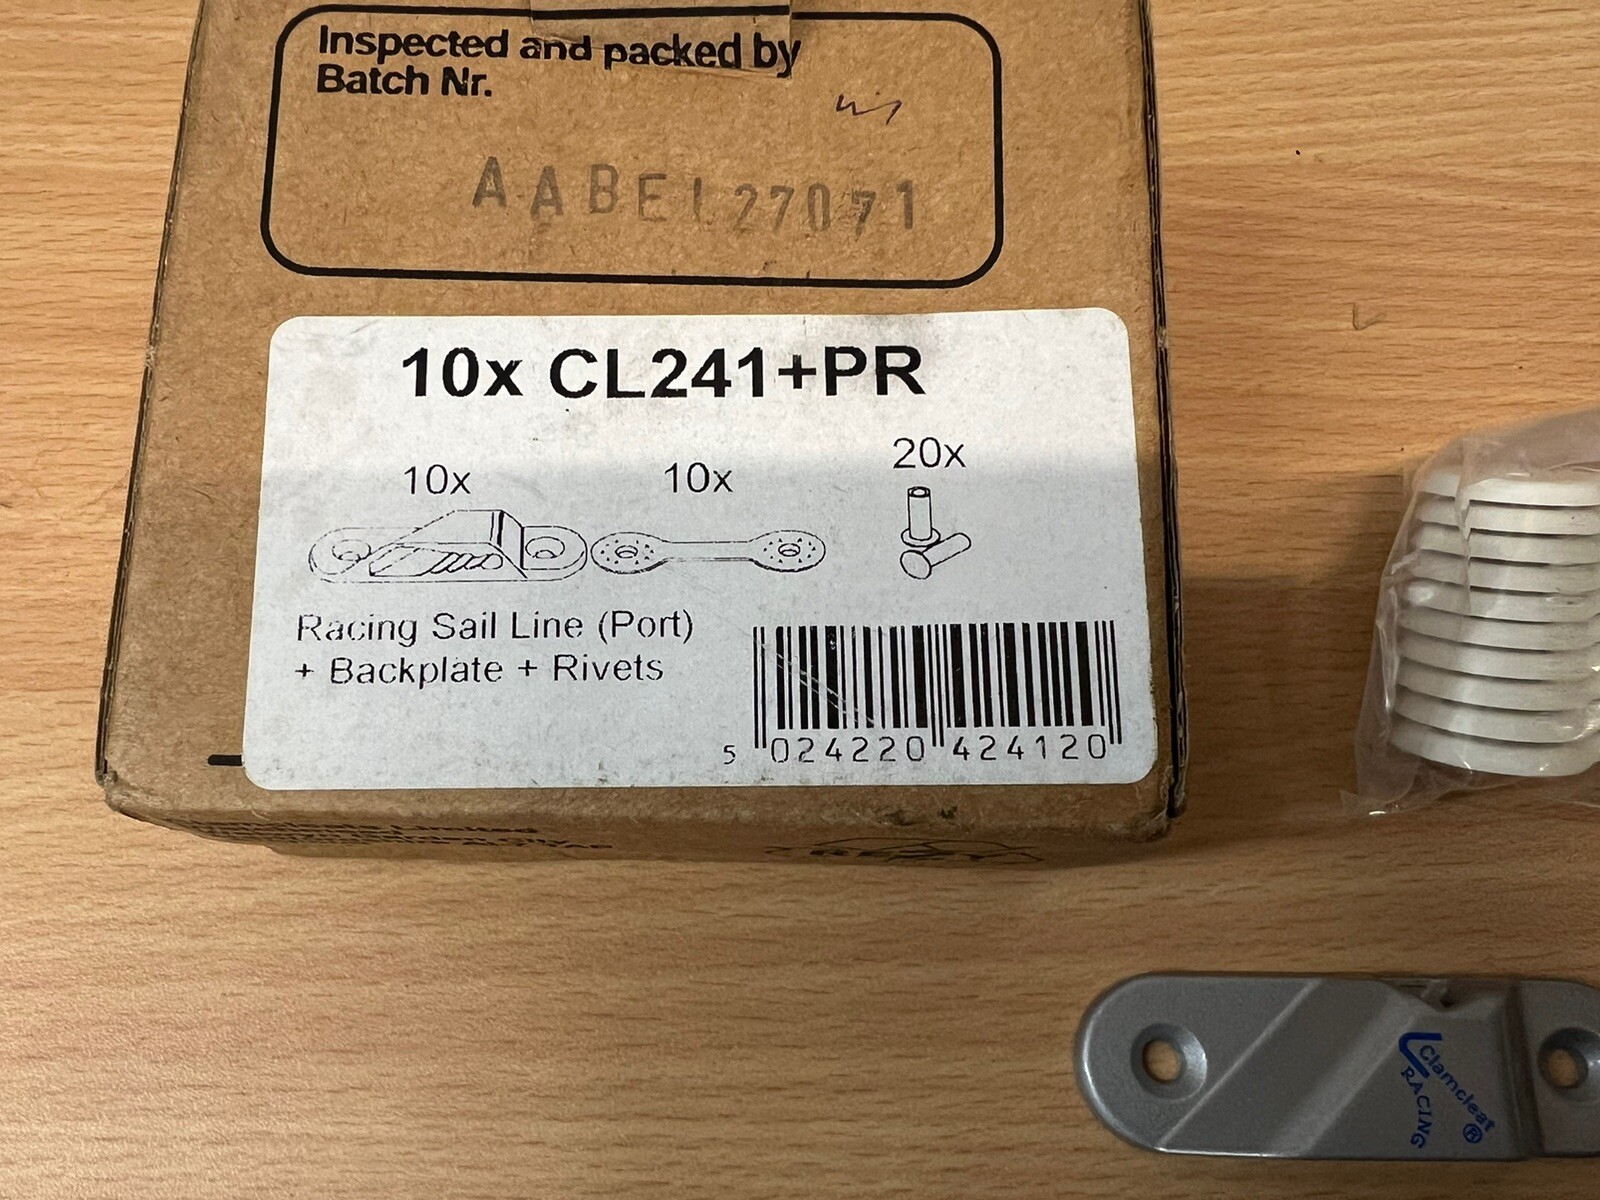 Inspected and packed by
Batch Nr.
AABE127071
10x CL241+PR
10x
10x
20x
Racing Sail Line (Port)
+ Backplate + Rivets
5 024220 424120
Clamcleat®
RACING